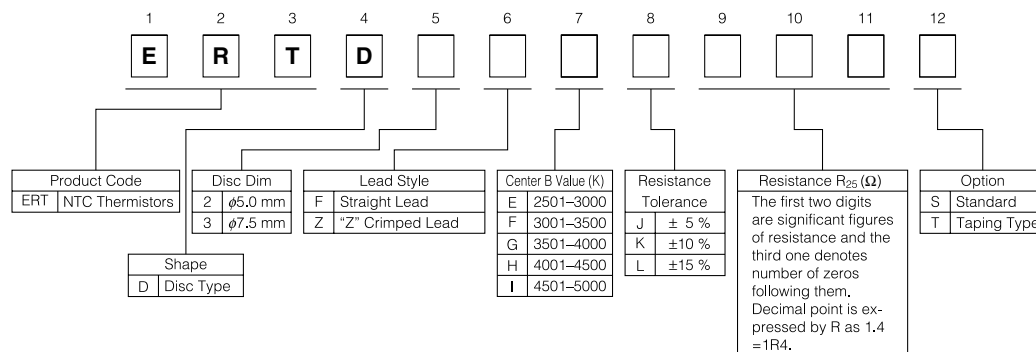 1 2 3 4 5 6 7 8 9 10 11 12
E R T D
Product Code
ERT NTC Thermistors
Shape
D Disc Type
Disc Dim
2 ϕ5.0 mm
3 ϕ7.5 mm
Lead Style
F Straight Lead
Z "Z" Crimped Lead
Center B Value (K)
E 2501–3000
F 3001–3500
G 3501–4000
H 4001–4500
I 4501–5000
Resistance
Tolerance
J ± 5 %
K ±10 %
L ±15 %
Resistance R25 (Ω)
The first two digits
are significant figures
of resistance and the
third one denotes
number of zeros
following them.
Decimal point is ex-
pressed by R as 1.4
=1R4.
Option
S Standard
T Taping Type